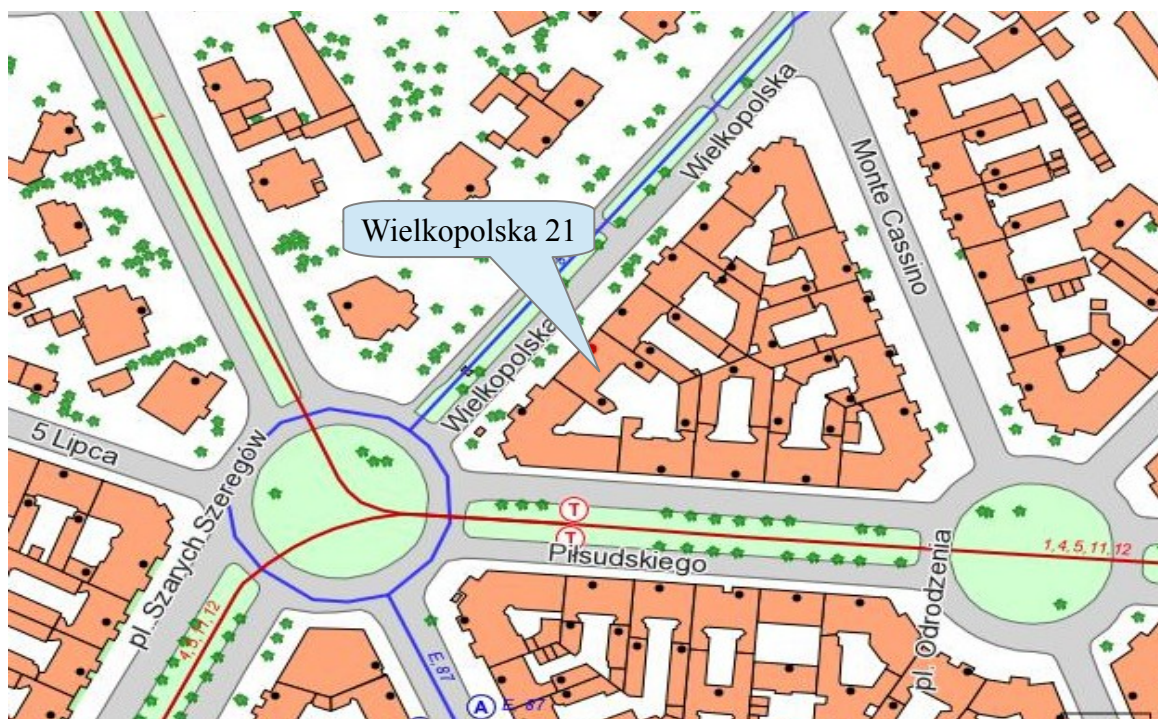 1
Wielkopolska
Monte Cassino
Wielkopolska 21
Wielkopolska
5 Lipca
pl. Szarych Szeregów
T
T
Piłsudskiego
1, 4, 5, 11, 12
pl. Odrodzenia
4, 5, 11, 12
E, 87
A
E, 87